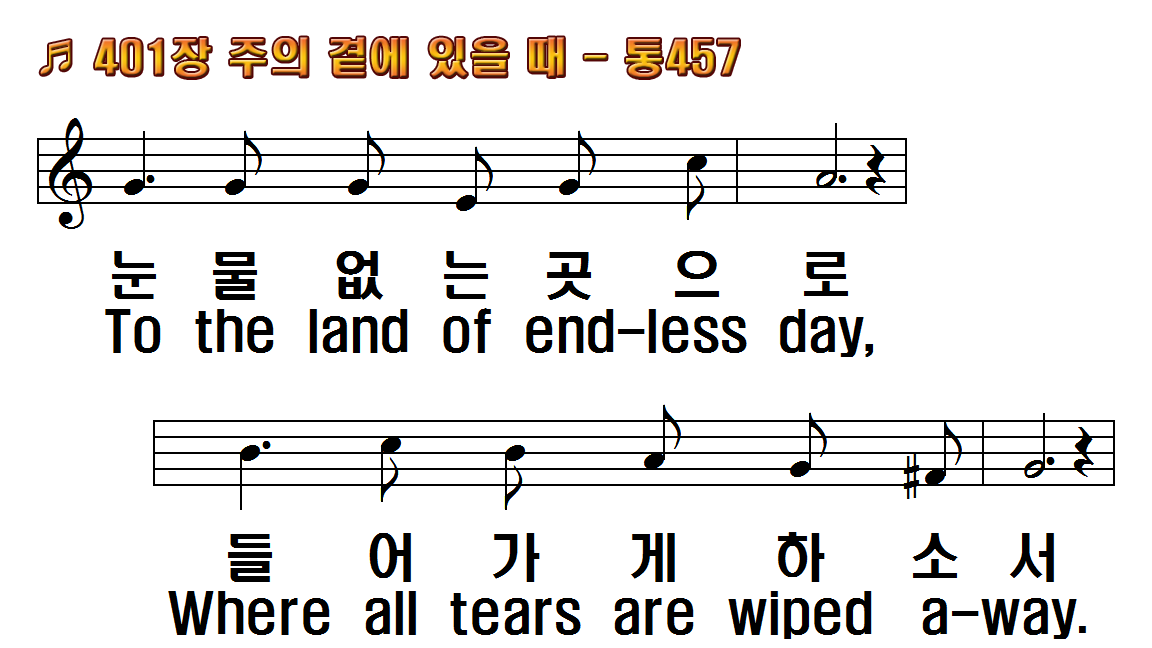 ♬ 401장 주의 곁에 있을 때 - 통457
눈 물 없 는 곳 으 로
To the land of end-less day,
들 어 가 게 하 소 서
Where all tears are wiped a-way.